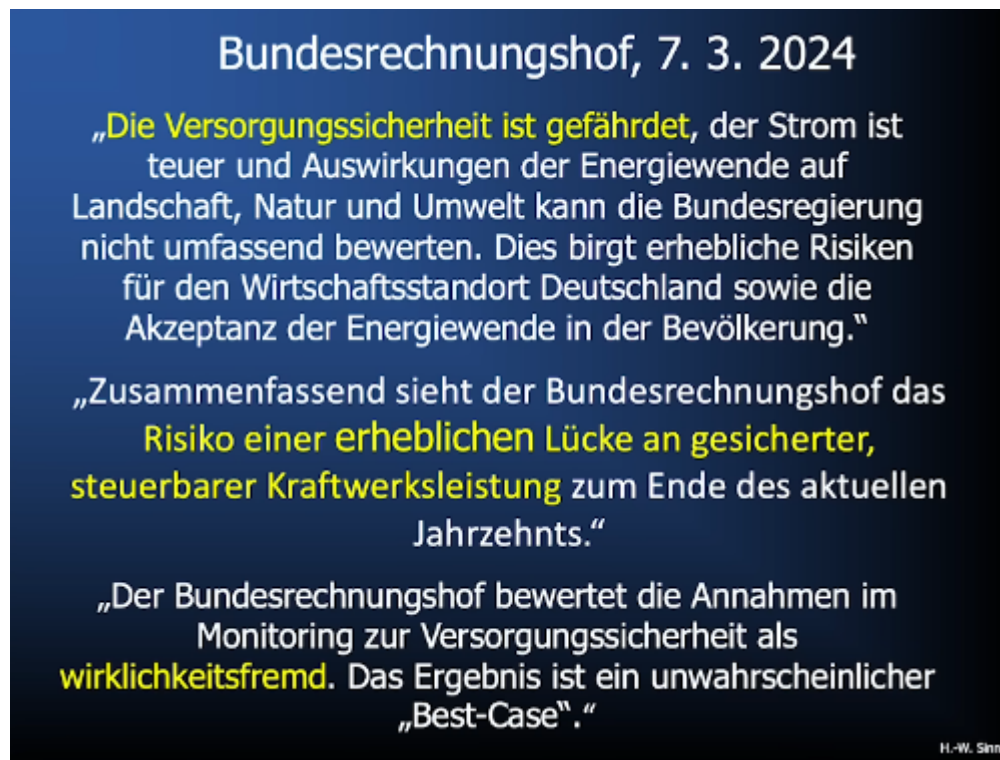 Bundesrechnungshof, 7. 3. 2024
„Die Versorgungssicherheit ist gefährdet, der Strom ist
teuer und Auswirkungen der Energiewende auf
Landschaft, Natur und Umwelt kann die Bundesregierung
nicht umfassend bewerten. Dies birgt erhebliche Risiken
für den Wirtschaftsstandort Deutschland sowie die
Akzeptanz der Energiewende in der Bevölkerung.“
„Zusammenfassend sieht der Bundesrechnungshof das
Risiko einer erheblichen Lücke an gesicherter,
steuerbarer Kraftwerksleistung zum Ende des aktuellen
Jahrzehnts.“
„Der Bundesrechnungshof bewertet die Annahmen im
Monitoring zur Versorgungssicherheit als
wirklichkeitsfremd. Das Ergebnis ist ein unwahrscheinlicher
„Best-Case“.“
H.-W. Sinn